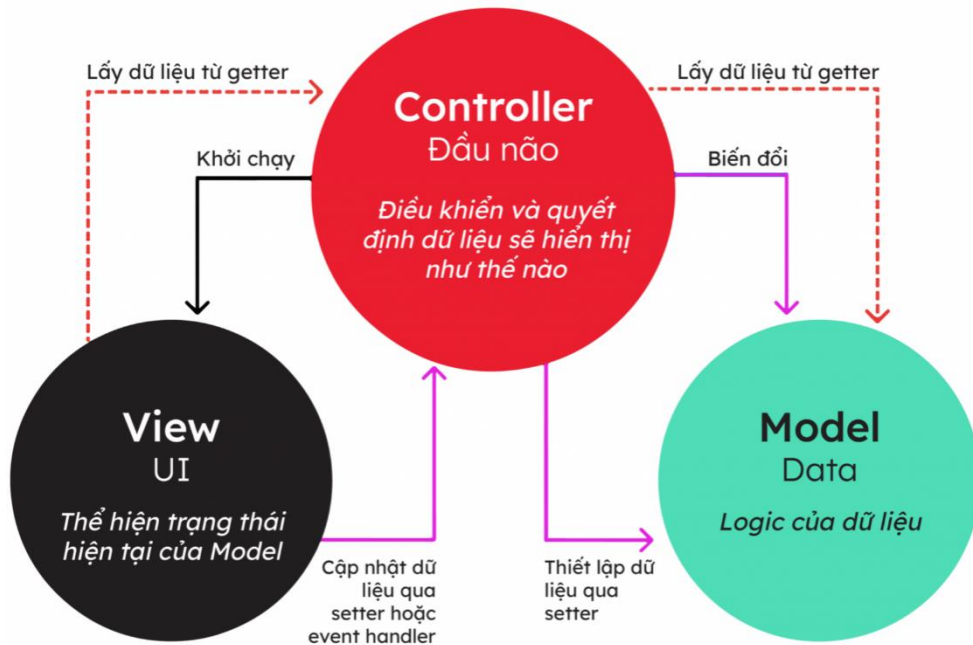 Lấy dữ liệu từ getter
Lấy dữ liệu từ getter
Controller
Đầu não
Điều khiển và quyết
định dữ liệu sẽ hiển thị
như thế nào
Khởi chạy
Biến đổi
View
UI
Thể hiện trạng thái
hiện tại của Model
Model
Data
Logic của dữ liệu
Cập nhật dữ
liệu qua
setter hoặc
event handler
Thiết lập dữ
liệu qua
setter